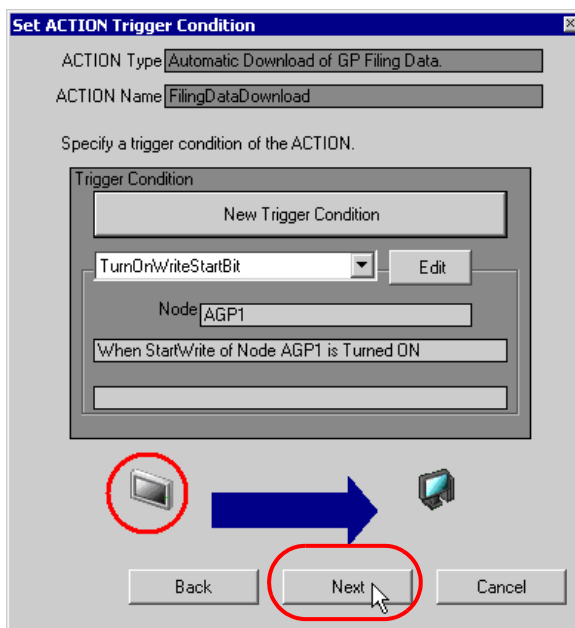 Set ACTION Trigger Condition
ACTION Type Automatic Download of GP Filing Data.
ACTION Name FilingDataDownload
Specify a trigger condition of the ACTION.
Trigger Condition
New Trigger Condition
TurnOnWriteStartBit Edit
Node AGP1
When StartWrite of Node AGP1 is Turned ON
Back Next Cancel